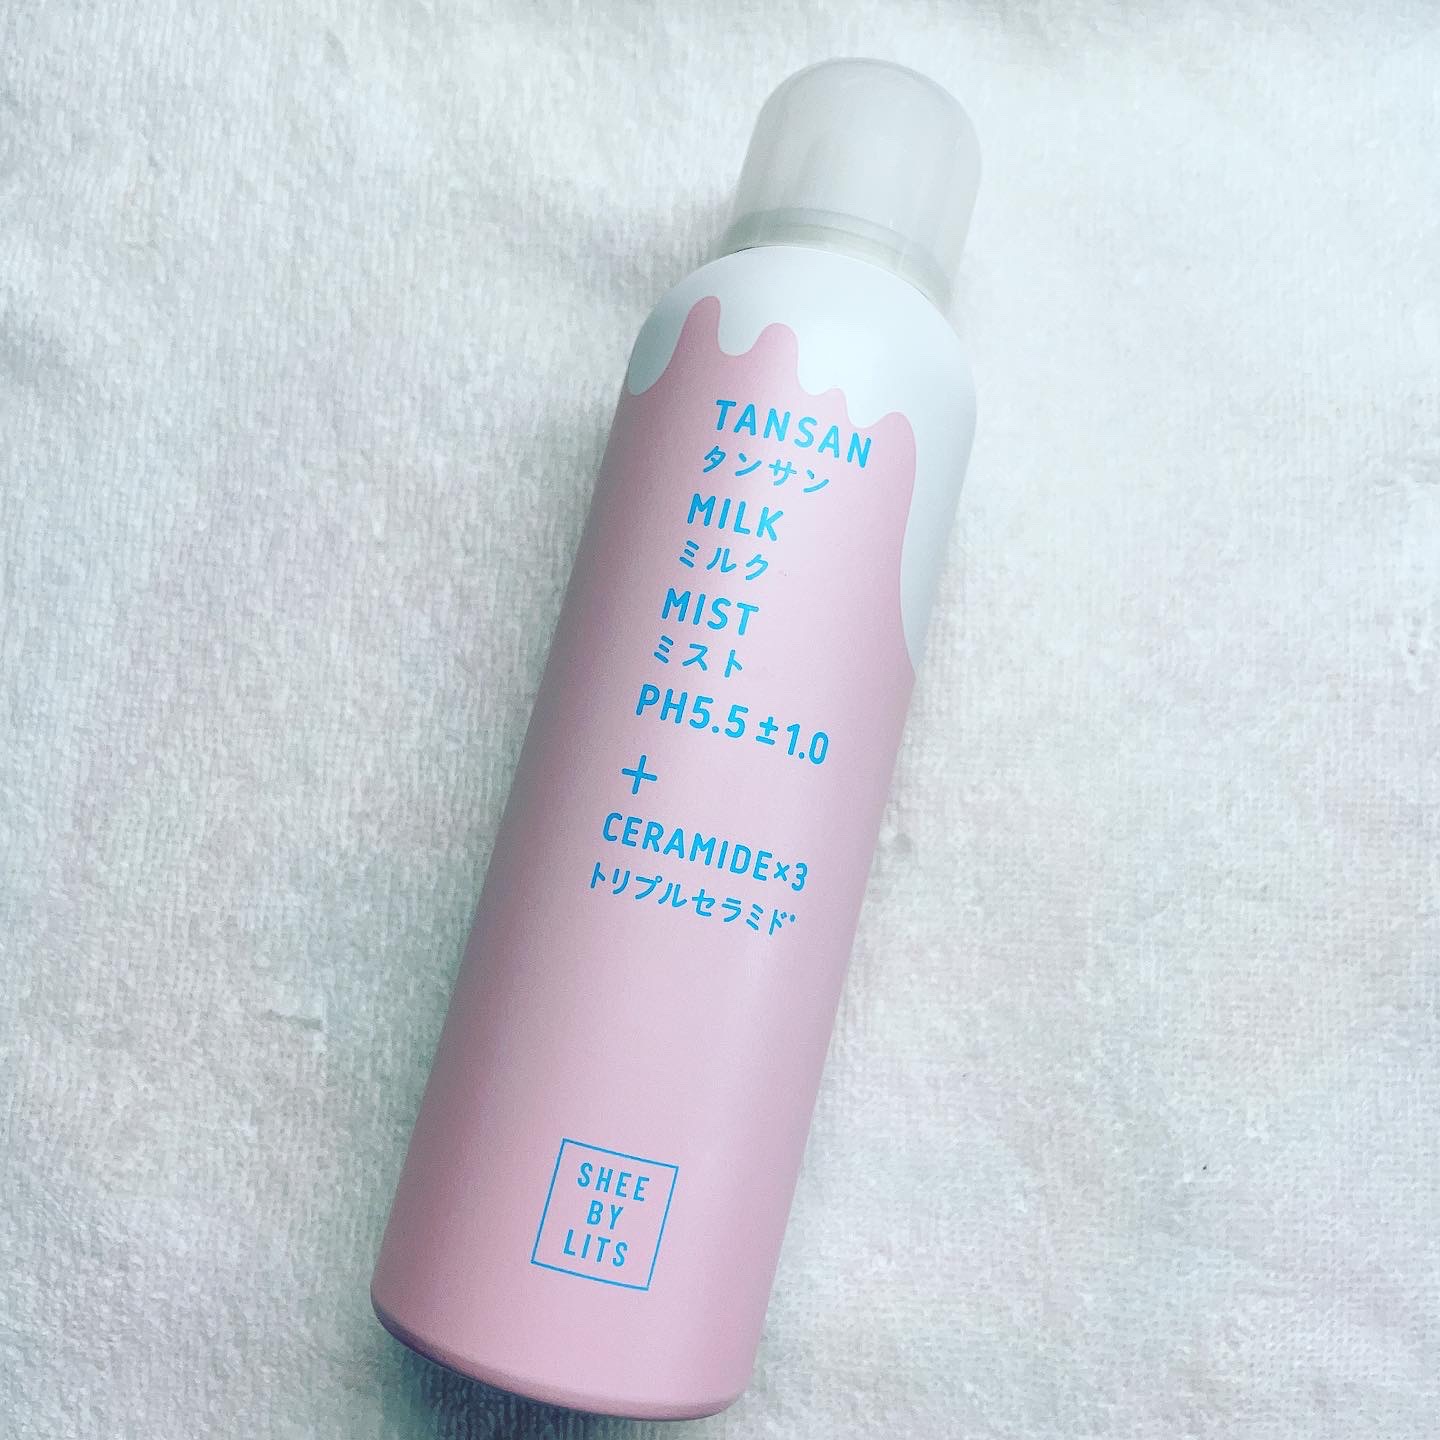 TANSAN
タンサン
MILK
ミルク
MIST
ミスト
PH5.5±1.0
+
CERAMIDE×3
トリプルセラミド*
SHEE
BY
LITS